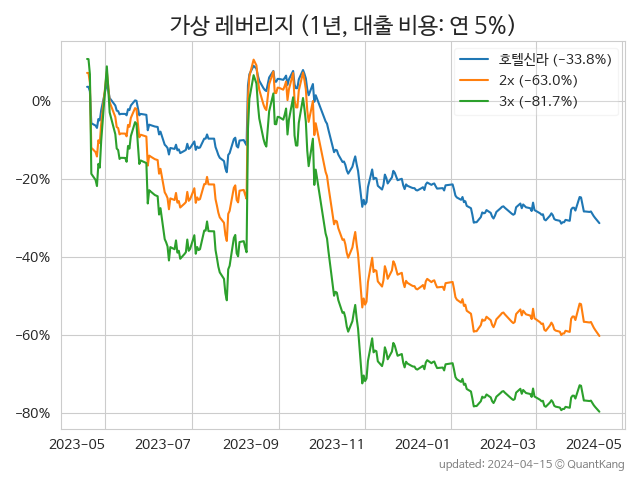 가상 레버리지 (1년, 대출 비용: 연 5%)
호텔신라 (−33.8%)
2x (−63.0%)
3x (−81.7%)
0%
−20%
−40%
−60%
−80%
2023−05 2023−07 2023−09 2023−11 2024−01 2024−03 2024−05
updated: 2024−04−15 © QuantKang